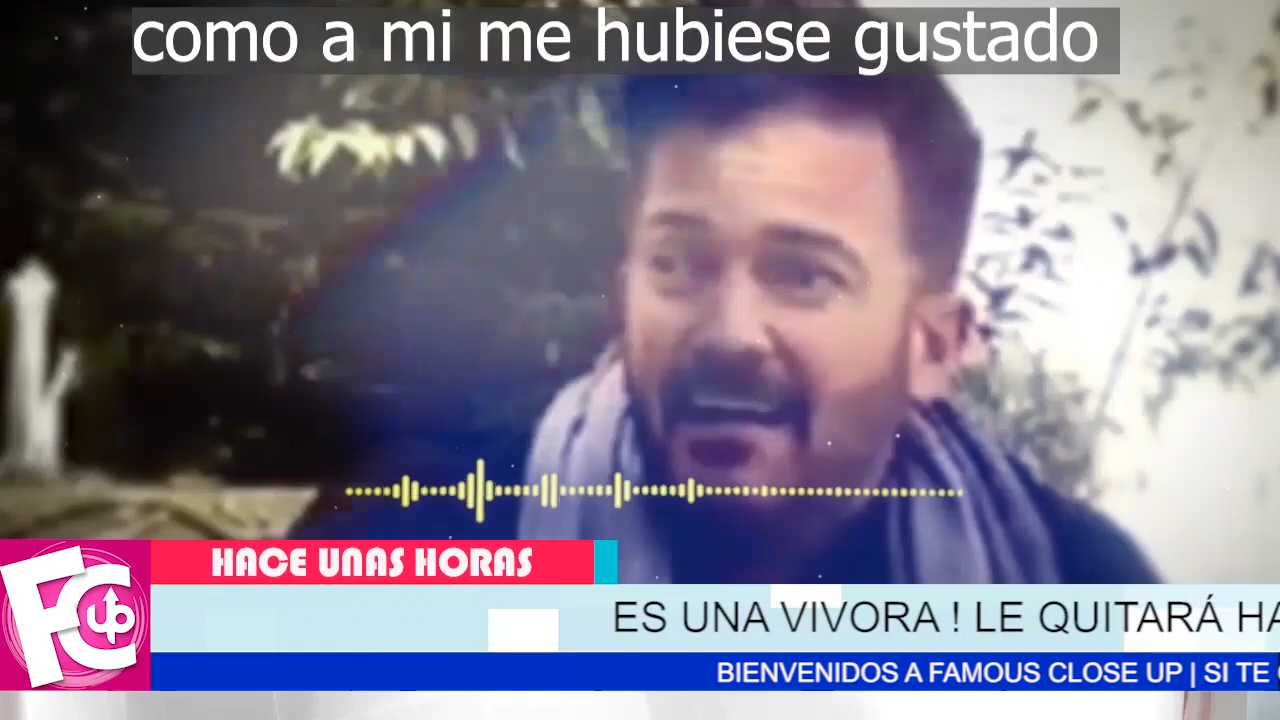 como a mi me hubiese gustado
HACE UNAS HORAS
ES UNA VIVORA ! LE QUITARÁ HA
FC up
BIENVENIDOS A FAMOUS CLOSE UP | SI TE